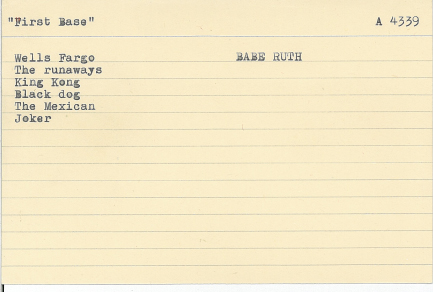 "First Base" A 4339
Wells Fargo BABE RUTH
The runaways
King Kong
Black dog
The Mexican
Joker